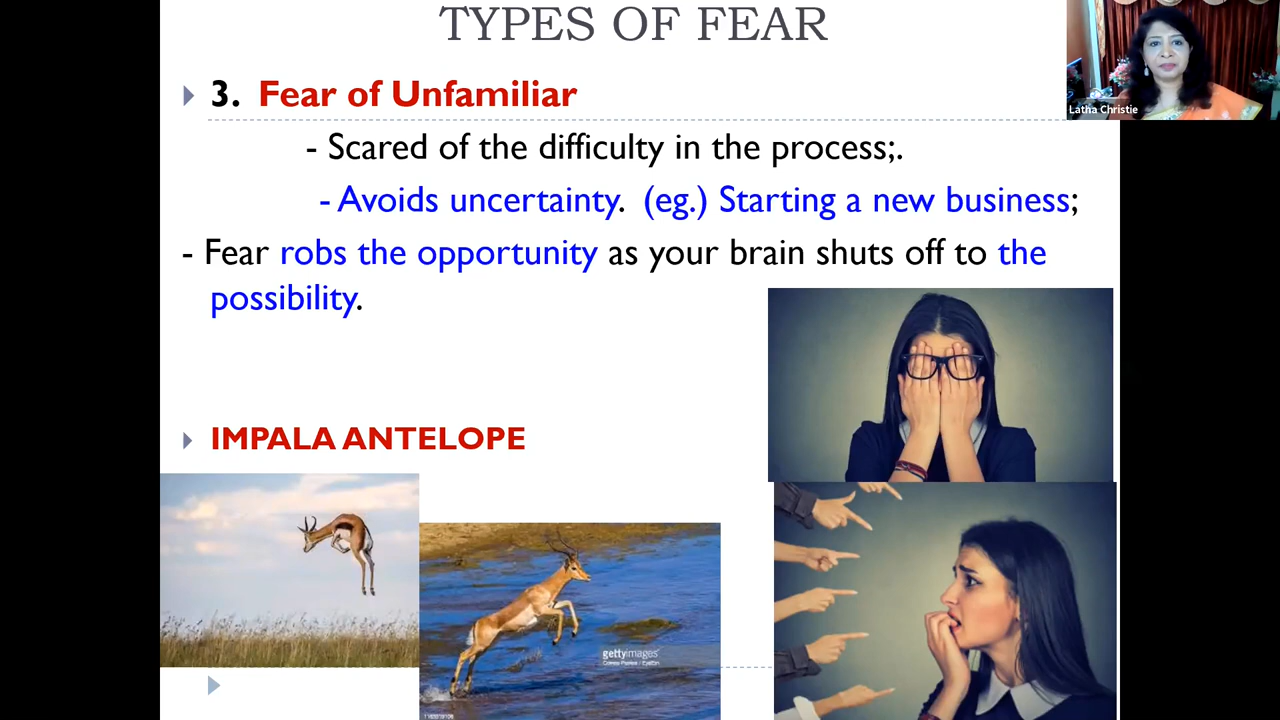 TYPES OF FEAR
3. Fear of Unfamiliar
- Scared of the difficulty in the process;.
- Avoids uncertainty. (eg.) Starting a new business;
- Fear robs the opportunity as your brain shuts off to the
possibility.
IMPALA ANTELOPE
Latha Christie
gettyimages